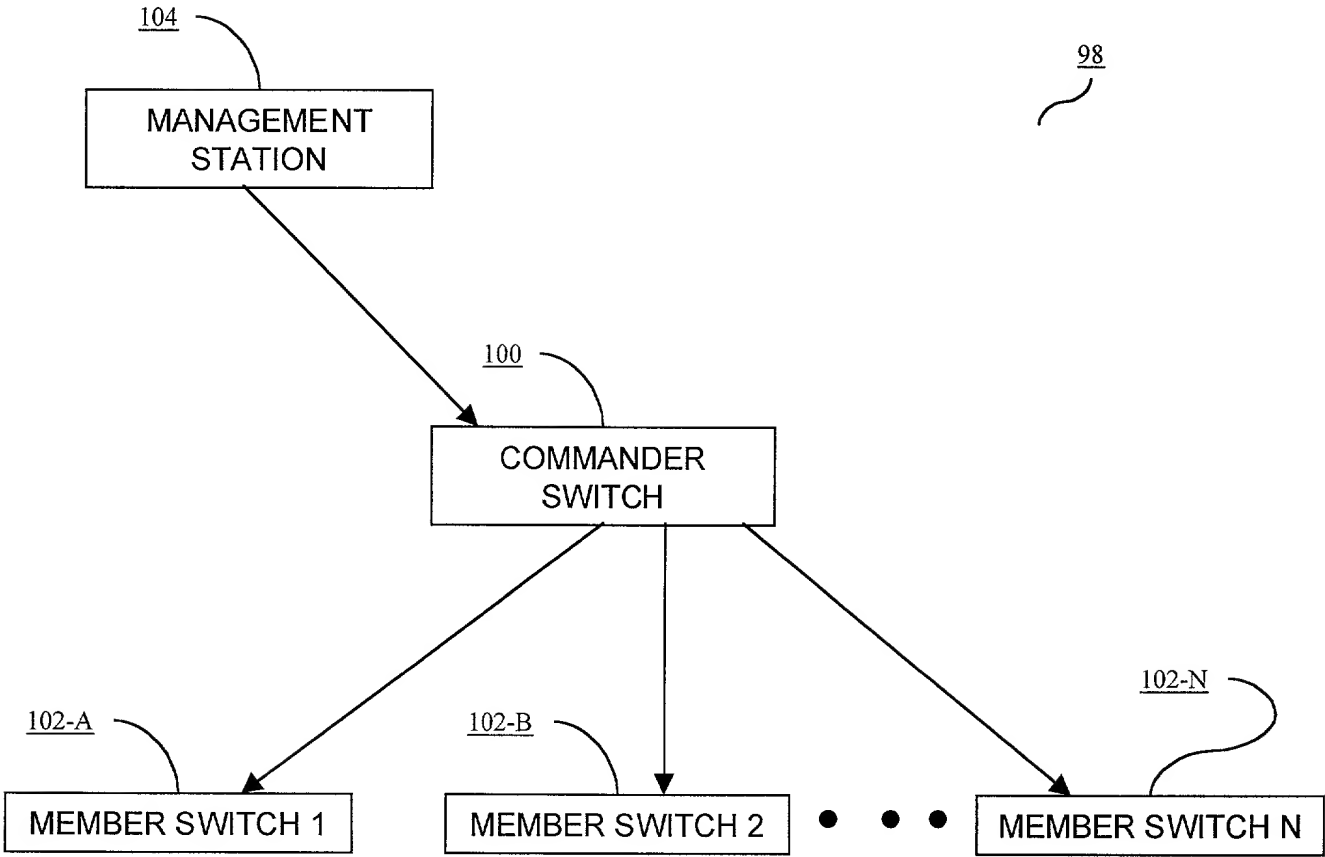 104
98
MANAGEMENT
STATION
100
COMMANDER
SWITCH
102-A
102-B
102-N
MEMBER SWITCH 1
MEMBER SWITCH 2
MEMBER SWITCH N